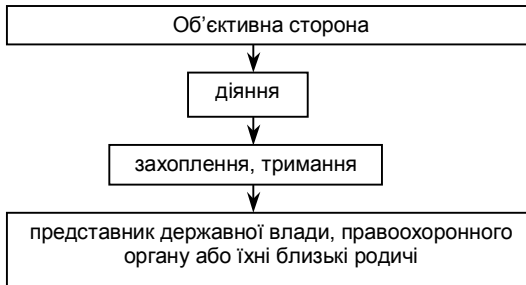 Об’єктивна сторона
діяння
захоплення, тримання
представник державної влади, правоохоронного
органу або їхні близькі родичі